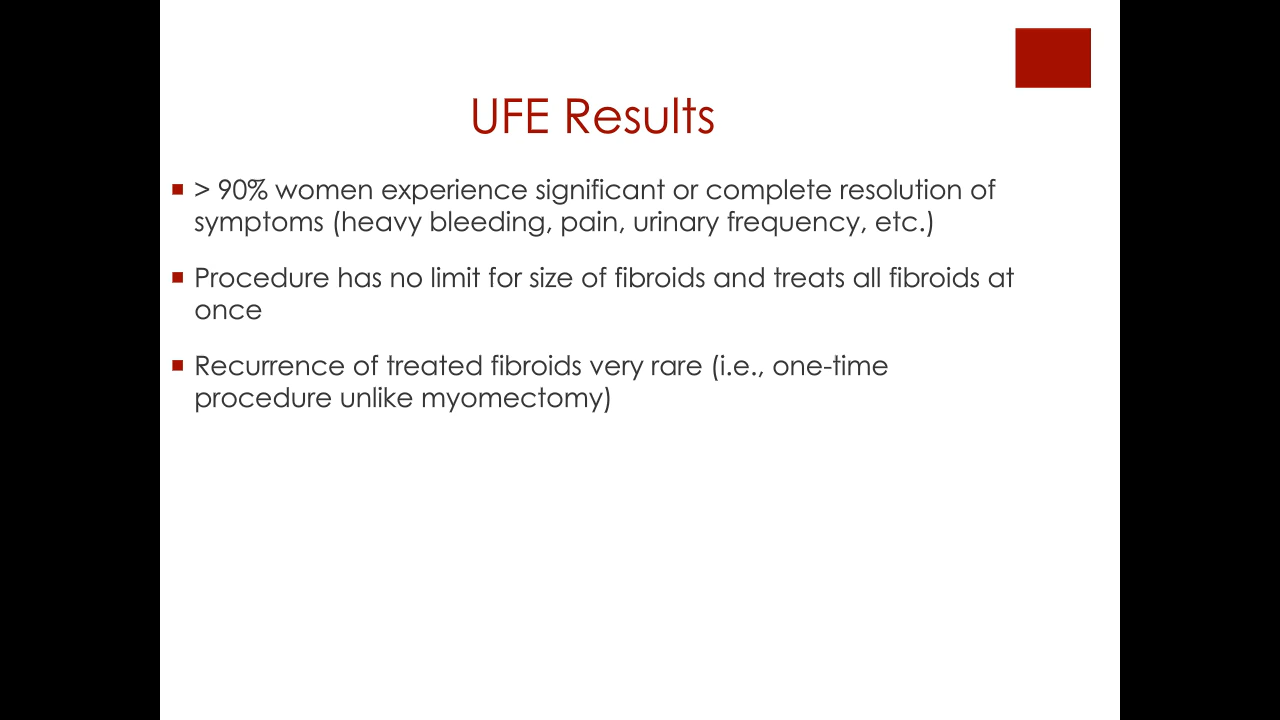 UFE Results
> 90% women experience significant or complete resolution of
symptoms (heavy bleeding, pain, urinary frequency, etc.)
Procedure has no limit for size of fibroids and treats all fibroids at
once
Recurrence of treated fibroids very rare (i.e., one-time
procedure unlike myomectomy)